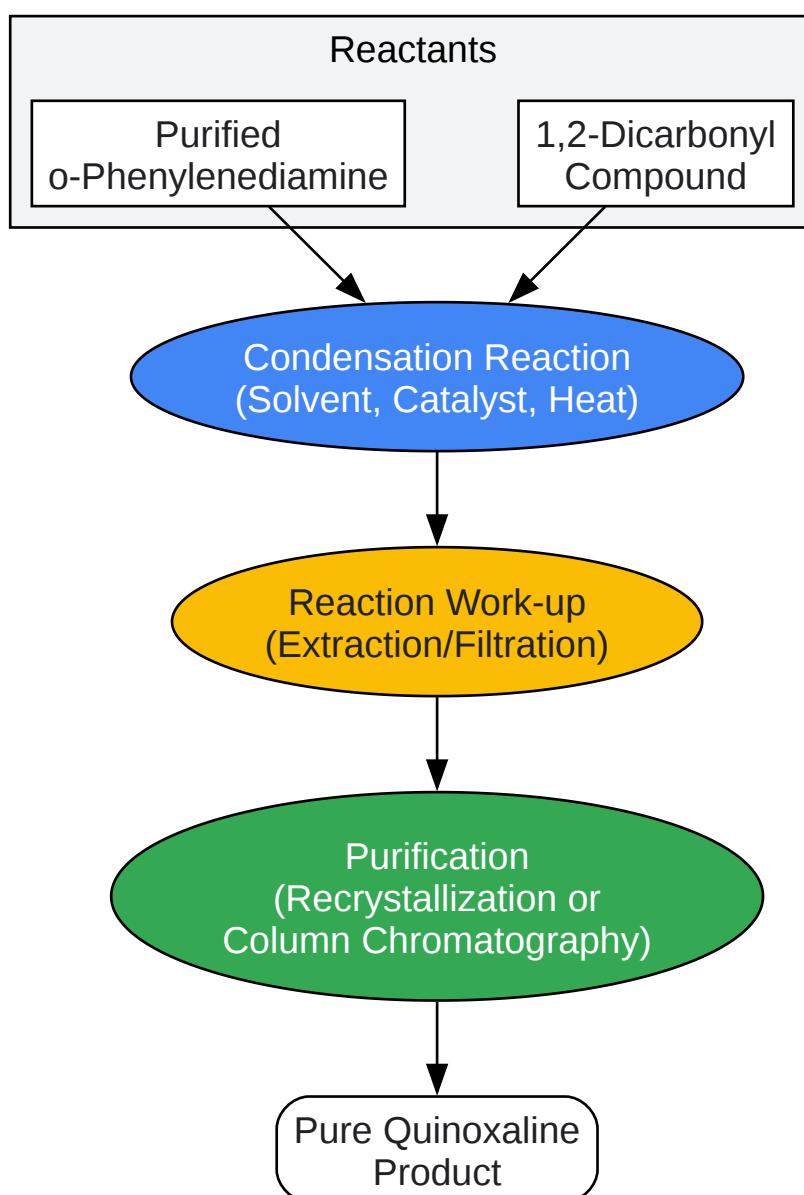 Reactants
Purified
o-Phenylenediamine
1,2-Dicarbonyl
Compound
Condensation Reaction
(Solvent, Catalyst, Heat)
Reaction Work-up
(Extraction/Filtration)
Purification
(Recrystallization or
Column Chromatography)
Pure Quinoxaline
Product